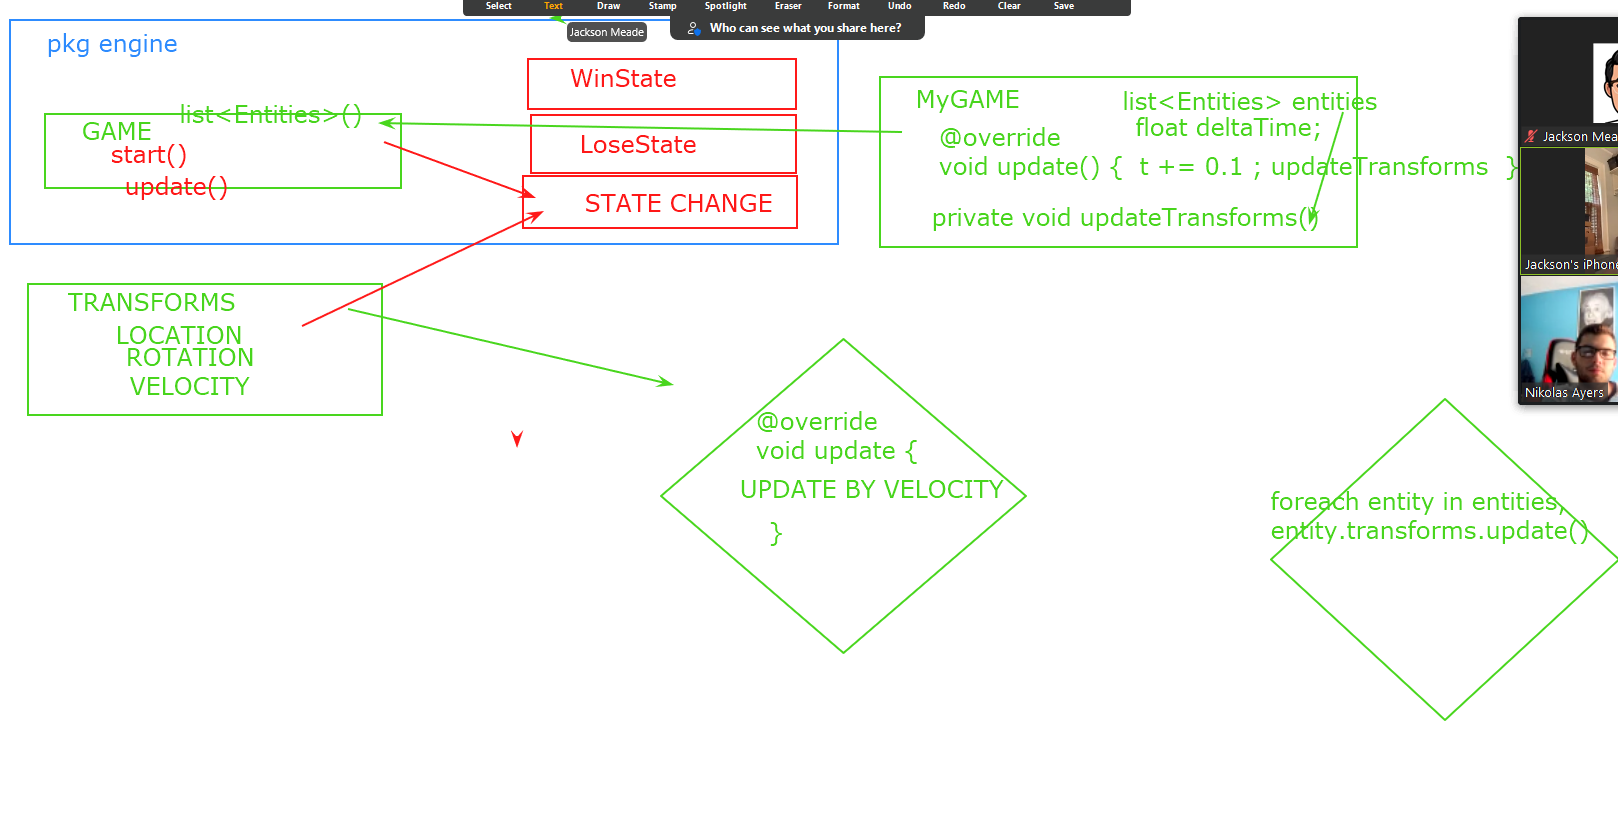 Select Text Draw Stamp Spotlight Eraser Format Undo Redo Clear Save
Jackson Meade
Who can see what you share here?
pkg engine
list<Entities>()
GAME
start()
update()
WinState
LoseState
STATE CHANGE
MyGAME
list<Entities> entities
float deltaTime;
@override
void update() { t += 0.1 ; updateTransforms }
private void updateTransforms()
TRANSFORMS
LOCATION
ROTATION
VELOCITY
@override
void update {
UPDATE BY VELOCITY
}
foreach entity in entities,
entity.transforms.update()
Jackson Mea
Jackson's iPhone
Nikolas Ayers